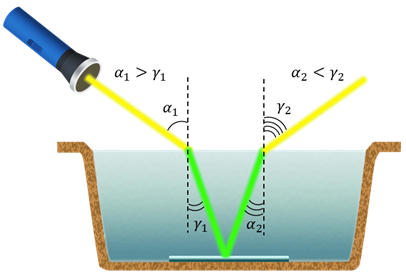 α₁ > γ₁
α₂ < γ₂
α₁
γ₂
γ₁
α₂